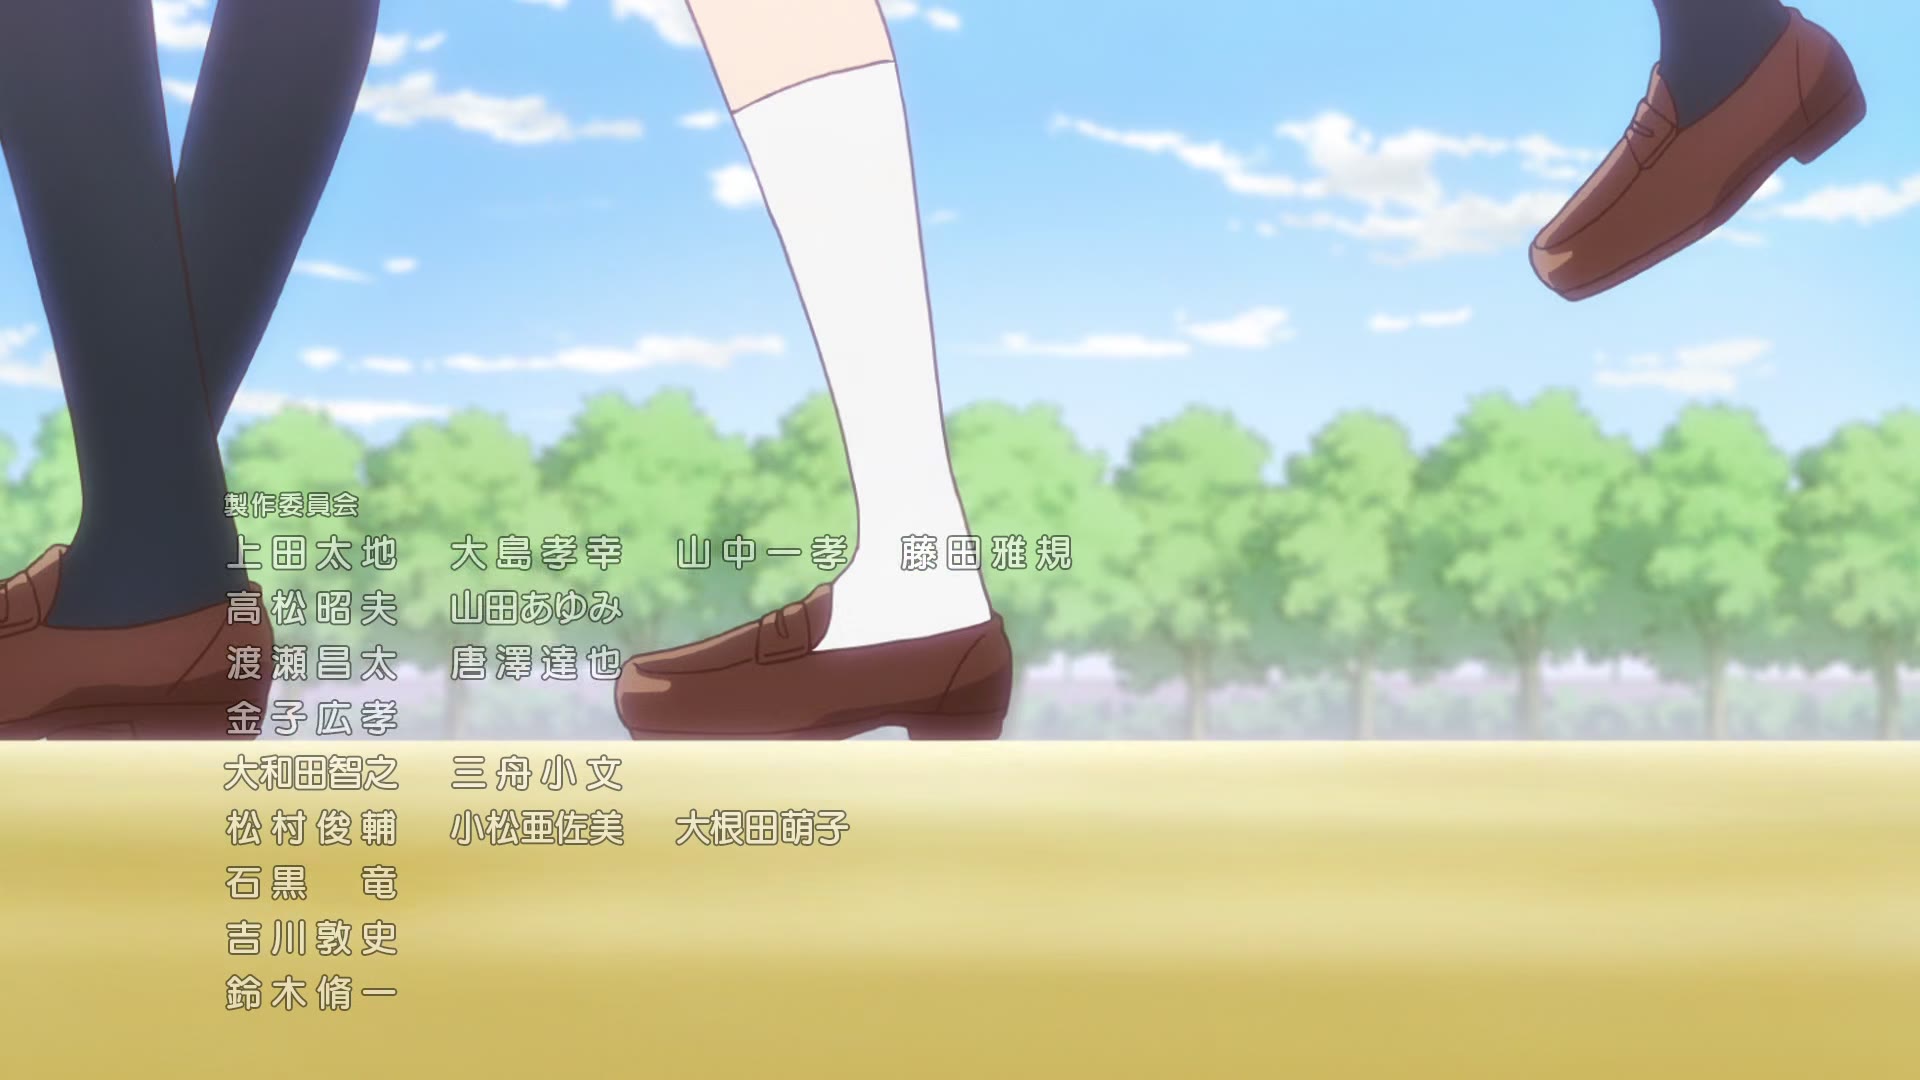 製作委員会
上田太地 大島孝幸 山中一孝 藤田雅規
高松昭夫 山田あゆみ
渡瀬昌太 唐澤達也
金子広孝
大和田智之 三舟小文
松村俊輔 小松亜佐美 大根田萌子
石黒 竜
吉川敦史
鈴木脩一